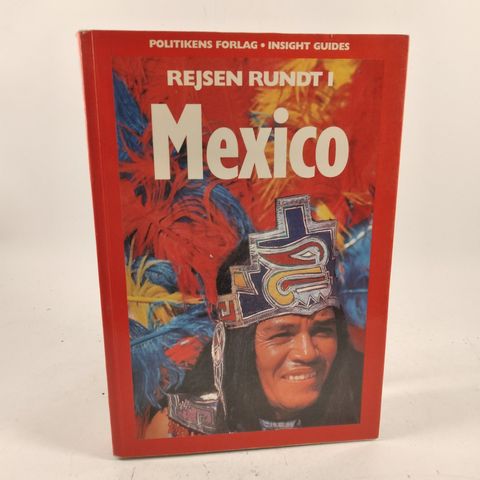 POLITIKENS FORLAG • INSIGHT GUIDES
REJSEN RUNDT I
Mexico